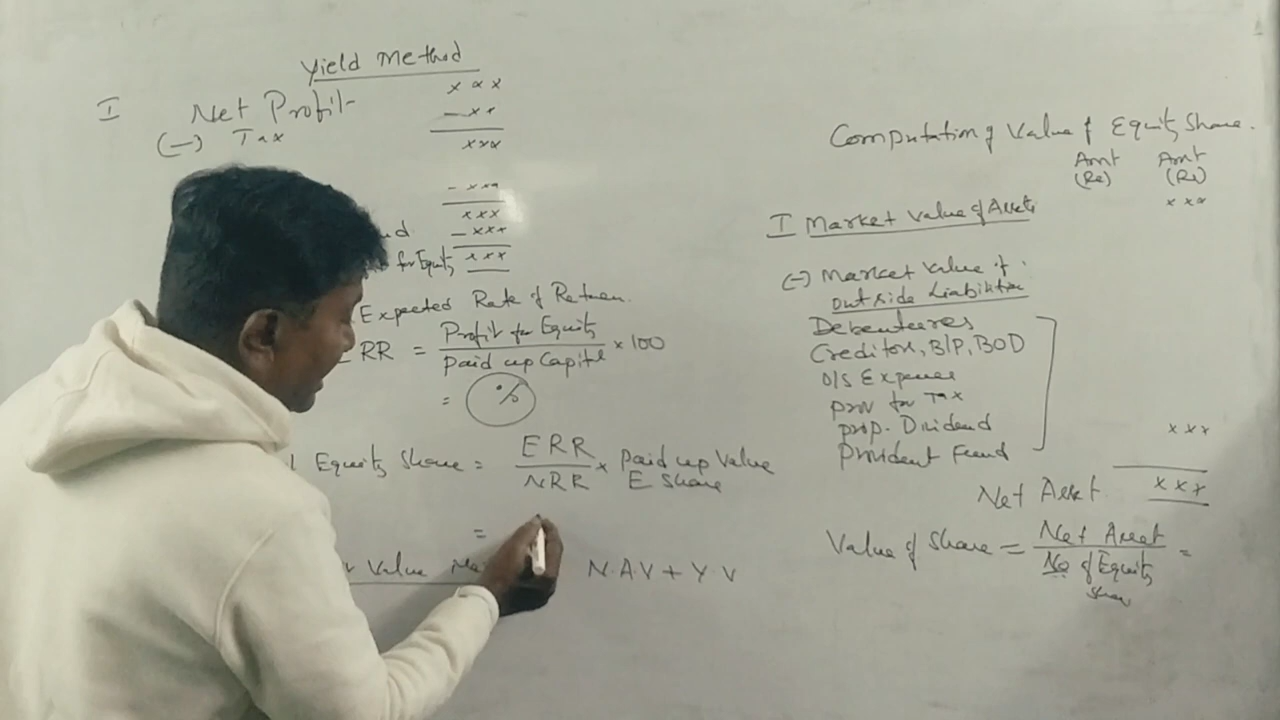 Yield Method
I Net Profit x x x
(-) Tax - x x
x x x
- x x x
x x x
- x x x
for Equity x x x
Expected Rate of Return.
RR = Profit for Equity / Paid up Capital × 100
= %
Equity Share = ERR / NRR × Paid up Value E Share
=
Value N.A.V + Y V
Computation of Value of Equity Share.
Amt (Rs) Amt (Rs)
I Market Value of Assets x x x
(-) Market Value of
outside Liabilities
Debentures
Creditors, B/P, BOD
O/S Expenses
prov for Tax
prop. Dividend x x x
Provident Fund
Net Asset x x x
Value of Share = Net Asset / No of Equity Share =